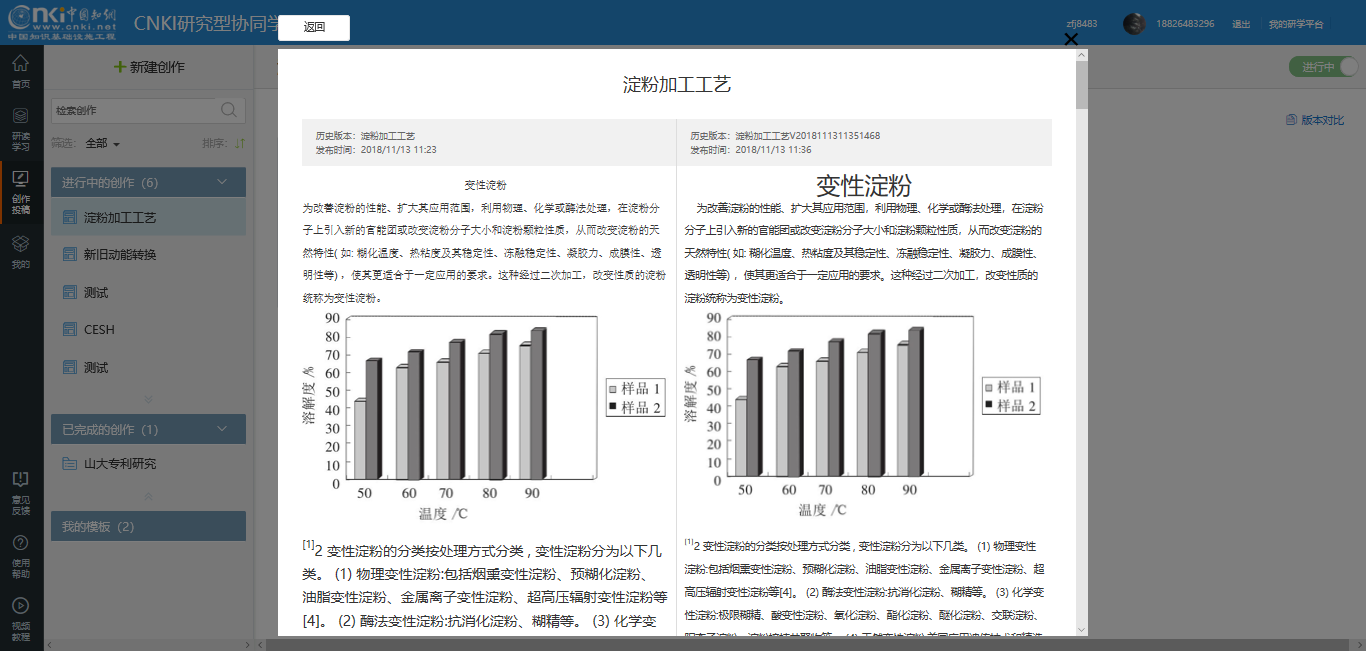 cnki 中国知网
www.cnki.net
中国知识基础设施工程
CNKI研究型协同学
返回
zfj8483
18826483296
退出
我的研学平台
首页
研读
学习
创作
投稿
我的
意见
反馈
使用
帮助
视频
教程
新建创作
检索创作
筛选: 全部
排序:
进行中的创作 (6)
淀粉加工工艺
新旧动能转换
测试
CESH
测试
已完成的创作 (1)
山大专利研究
我的模板 (2)
进行中
版本对比
淀粉加工工艺
历史版本: 淀粉加工工艺
发布时间: 2018/11/13 11:23
变性淀粉
为改善淀粉的性能、扩大其应用范围，利用物理、化学或酶法处理，在淀粉分
子上引入新的官能团或改变淀粉分子大小和淀粉颗粒性质，从而改变淀粉的天
然特性( 如: 糊化温度、热粘度及其稳定性、冻融稳定性、凝胶力、成膜性、透
明性等) ，使其更适合于一定应用的要求。这种经过二次加工，改变性质的淀粉
统称为变性淀粉。
90
80
70
60
50
40
30
20
10
0
溶解度 /%
50 60 70 80 90
温度 /℃
样品 1
样品 2
[1]2 变性淀粉的分类按处理方式分类 , 变性淀粉分为以下几
类。 (1) 物理变性淀粉:包括烟熏变性淀粉、预糊化淀粉、
油脂变性淀粉、金属离子变性淀粉、超高压辐射变性淀粉等
[4]。 (2) 酶法变性淀粉:抗消化淀粉、糊精等。 (3) 化学变
历史版本: 淀粉加工工艺V2018111311351468
发布时间: 2018/11/13 11:36
变性淀粉
为改善淀粉的性能、扩大其应用范围，利用物理、化学或酶法处理，在淀粉
分子上引入新的官能团或改变淀粉分子大小和淀粉颗粒性质，从而改变淀粉的
天然特性( 如: 糊化温度、热粘度及其稳定性、冻融稳定性、凝胶力、成膜性、
透明性等) ，使其更适合于一定应用的要求。这种经过二次加工，改变性质的
淀粉统称为变性淀粉。
90
80
70
60
50
40
30
20
10
0
溶解度 /%
50 60 70 80 90
温度 /℃
样品 1
样品 2
[1]2 变性淀粉的分类按处理方式分类 , 变性淀粉分为以下几类。 (1) 物理变性
淀粉:包括烟熏变性淀粉、预糊化淀粉、油脂变性淀粉、金属离子变性淀粉、超
高压辐射变性淀粉等[4]。 (2) 酶法变性淀粉:抗消化淀粉、糊精等。 (3) 化学变
性淀粉:极限糊精、酸变性淀粉、氧化淀粉、酯化淀粉、醚化淀粉、交联淀粉、